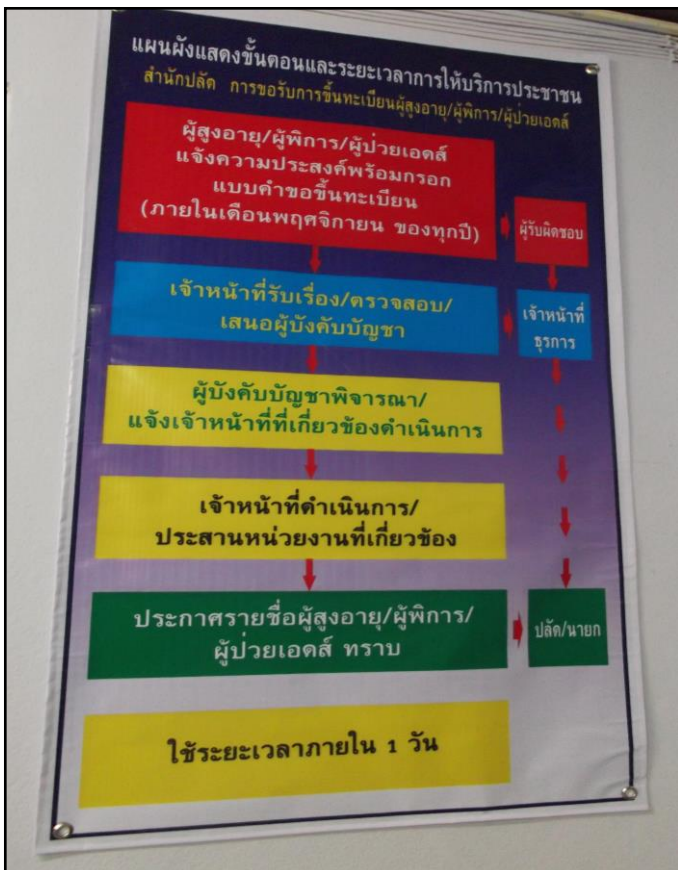 แผนผังแสดงขั้นตอนและระยะเวลาการให้บริการประชาชน
สำนักปลัด การขอรับการขึ้นทะเบียนผู้สูงอายุ/ผู้พิการ/ผู้ป่วยเอดส์
ผู้สูงอายุ/ผู้พิการ/ผู้ป่วยเอดส์
แจ้งความประสงค์พร้อมกรอก
แบบคำขอขึ้นทะเบียน
(ภายในเดือนพฤศจิกายน ของทุกปี)
ผู้รับผิดชอบ
เจ้าหน้าที่รับเรื่อง/ตรวจสอบ/
เสนอผู้บังคับบัญชา
เจ้าหน้าที่
ธุรการ
ผู้บังคับบัญชาพิจารณา/
แจ้งเจ้าหน้าที่ที่เกี่ยวข้องดำเนินการ
เจ้าหน้าที่ดำเนินการ/
ประสานหน่วยงานที่เกี่ยวข้อง
ประกาศรายชื่อผู้สูงอายุ/ผู้พิการ/
ผู้ป่วยเอดส์ ทราบ
ปลัด/นายก
ใช้ระยะเวลาภายใน 1 วัน